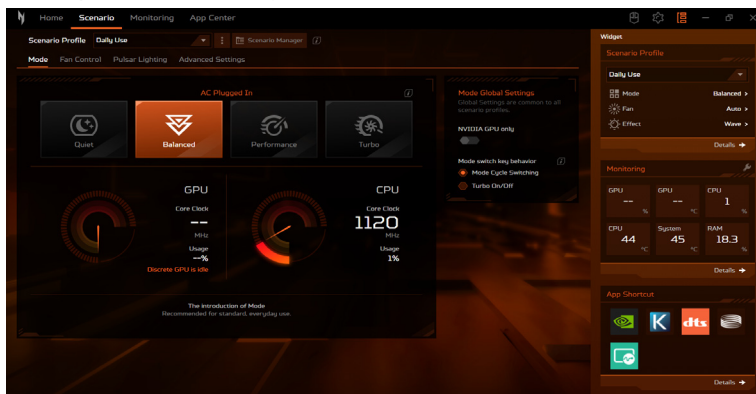 Home Scenario Monitoring App Center
Scenario Profile Daily Use Scenario Manager
Mode Fan Control Pulsar Lighting Advanced Settings
AC Plugged In
Quiet Balanced Performance Turbo
GPU
Core Clock
--
MHz
Usage
--%
Discrete GPU is idle
CPU
Core Clock
1120
MHz
Usage
1%
The introduction of Mode
Recommended for standard, everyday use.
Mode Global Settings
Global Settings are common to all
scenario profiles.
NVIDIA GPU only
Mode switch key behavior
Mode Cycle Switching
Turbo On/Off
Widget
Scenario Profile
Daily Use
Mode Balanced >
Fan Auto >
Effect Wave >
Details
Monitoring
GPU GPU CPU
-- -- 1
% °C %
CPU System RAM
44 45 18.3
°C °C %
Details
App Shortcut
K dts
Details